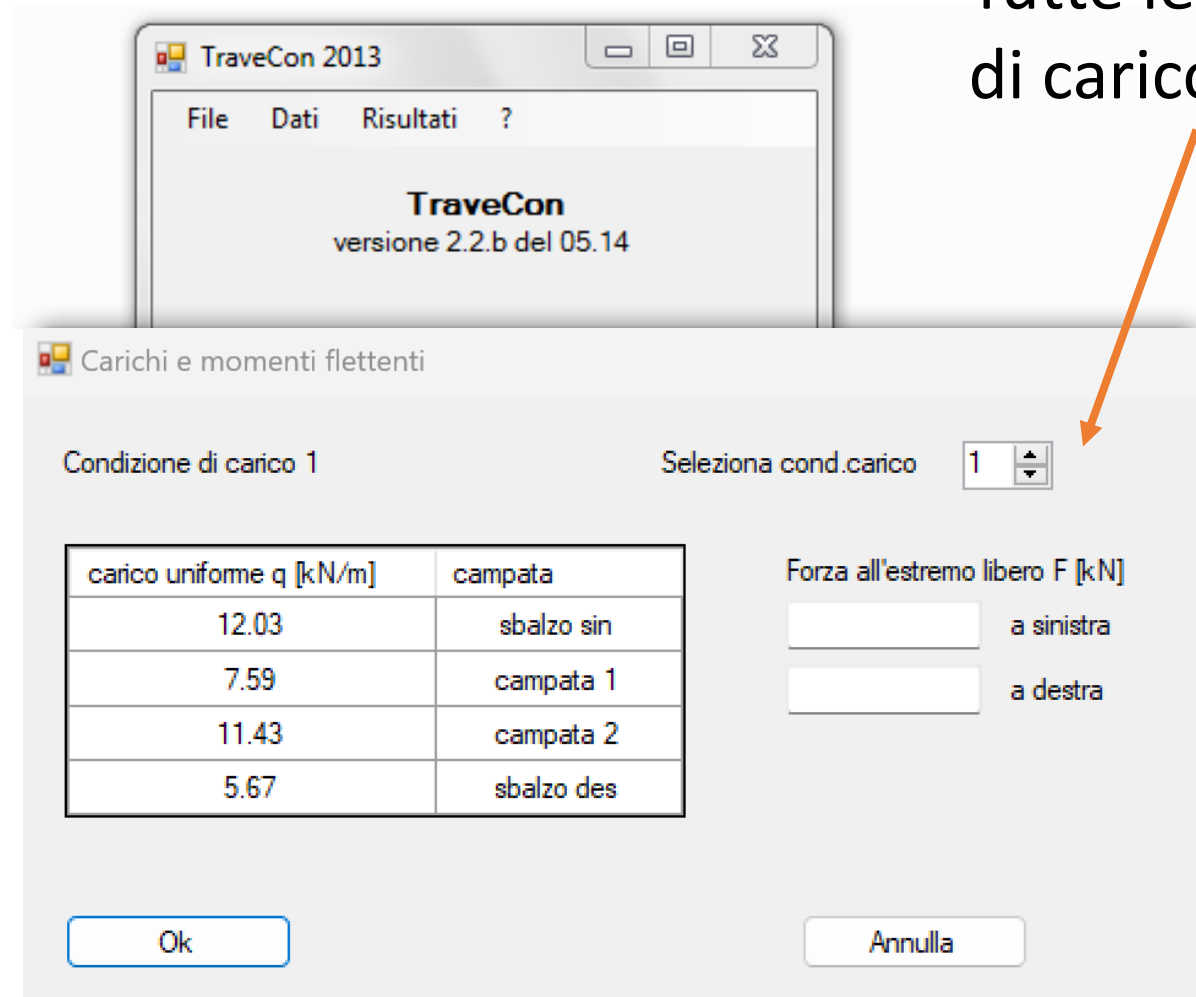 Tutte le
di carico
TraveCon 2013
File Dati Risultati ?
TraveCon
versione 2.2.b del 05.14
Carichi e momenti flettenti
Condizione di carico 1
Seleziona cond.carico 1
carico uniforme q [kN/m] campata
12.03 sbalzo sin
7.59 campata 1
11.43 campata 2
5.67 sbalzo des
Forza all'estremo libero F [kN]
a sinistra
a destra
Ok
Annulla